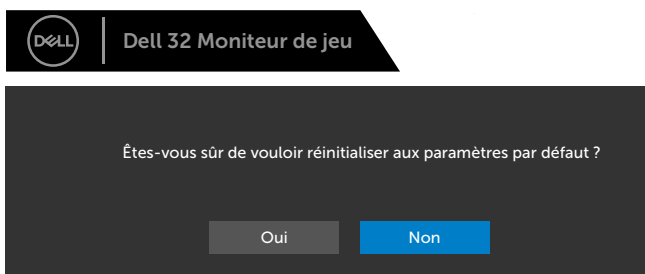 DELL
Dell 32 Moniteur de jeu
Êtes-vous sûr de vouloir réinitialiser aux paramètres par défaut ?
Oui
Non